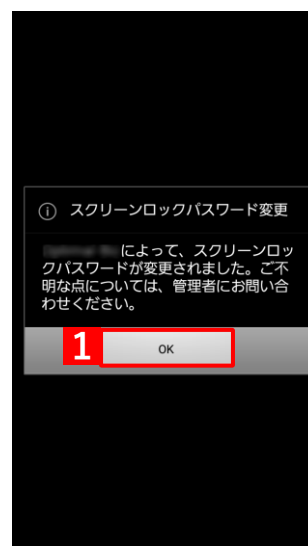 スクリーンロックパスワード変更
によって、スクリーンロッ
クパスワードが変更されました。ご不
明な点については、管理者にお問い合
わせください。
1 OK